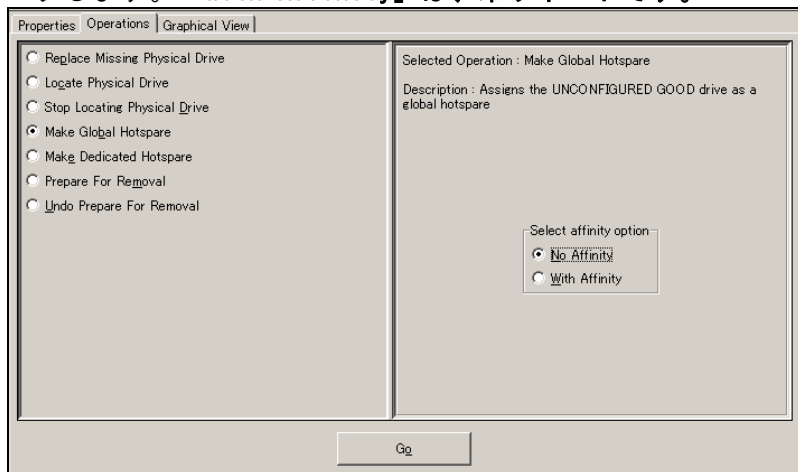 Properties Operations Graphical View
Replace Missing Physical Drive
Locate Physical Drive
Stop Locating Physical Drive
Make Global Hotspare
Make Dedicated Hotspare
Prepare For Removal
Undo Prepare For Removal
Selected Operation : Make Global Hotspare
Description : Assigns the UNCONFIGURED GOOD drive as a
global hotspare
Select affinity option
No Affinity
With Affinity
Go